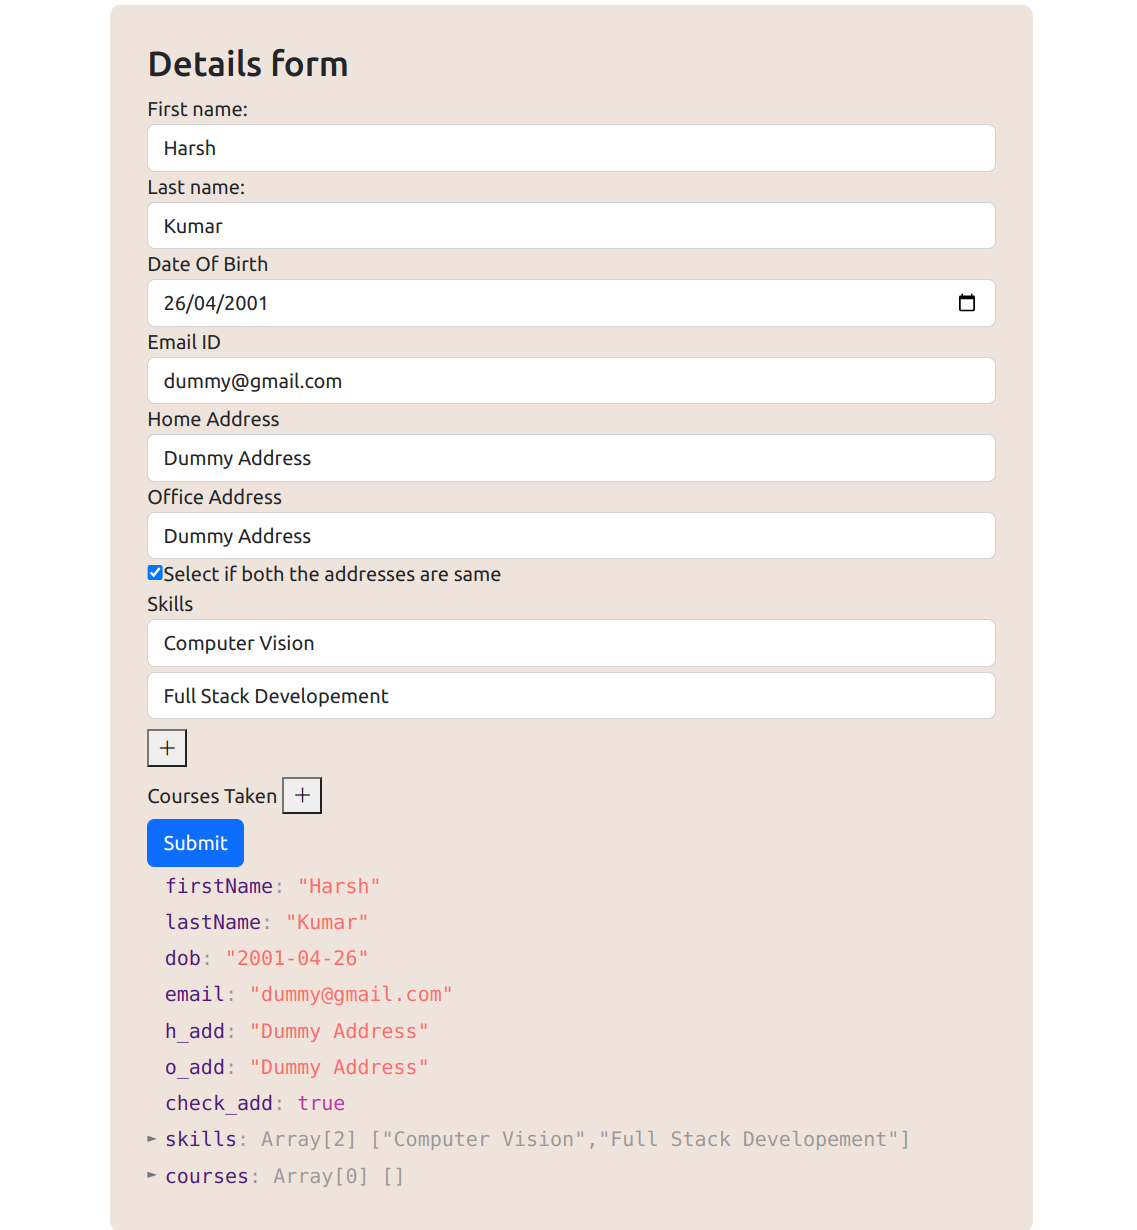 Details form
First name:
Harsh
Last name:
Kumar
Date Of Birth
26/04/2001
Email ID
dummy@gmail.com
Home Address
Dummy Address
Office Address
Dummy Address
Select if both the addresses are same
Skills
Computer Vision
Full Stack Developement
+
Courses Taken +
Submit
firstName: "Harsh"
lastName: "Kumar"
dob: "2001-04-26"
email: "dummy@gmail.com"
h_add: "Dummy Address"
o_add: "Dummy Address"
check_add: true
skills: Array[2] ["Computer Vision","Full Stack Developement"]
courses: Array[0] []